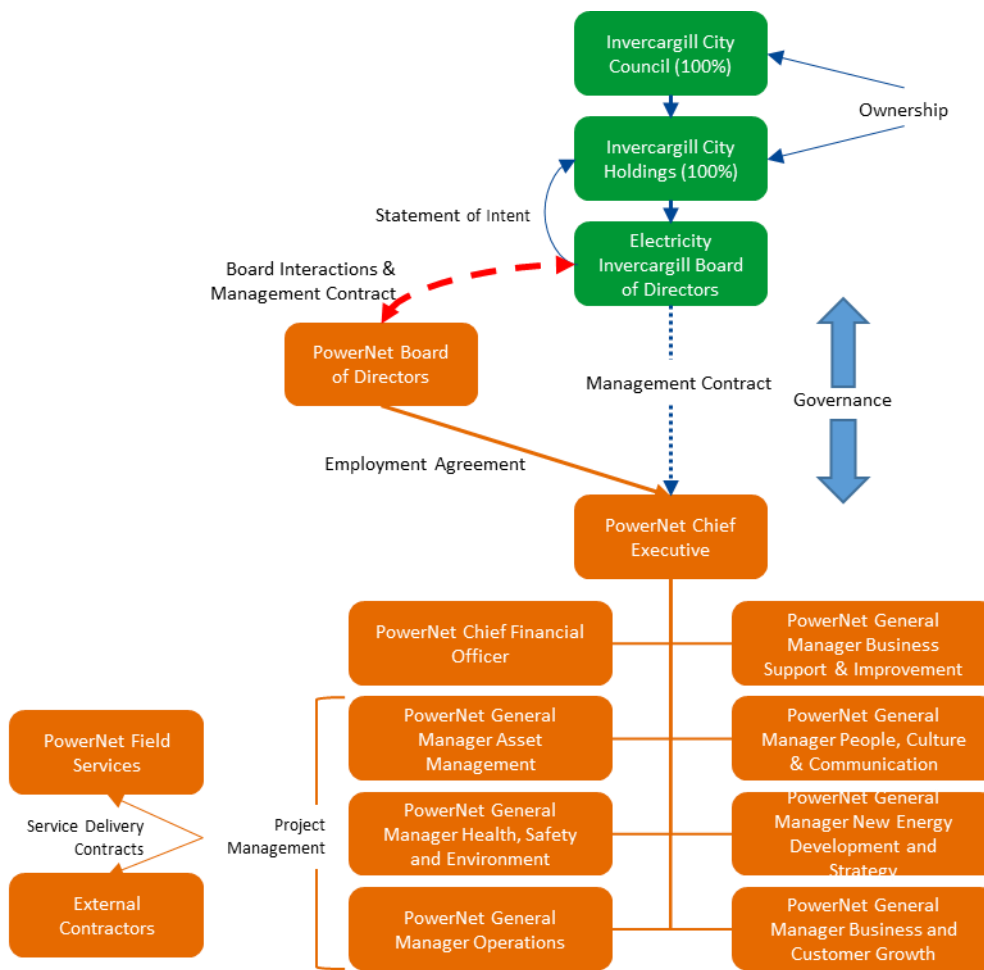 Invercargill City
Council (100%)
Ownership
Invercargill City
Holdings (100%)
Statement of Intent
Electricity
Invercargill Board
of Directors
Board Interactions &
Management Contract
PowerNet Board
of Directors
Management Contract
Governance
Employment Agreement
PowerNet Chief
Executive
PowerNet Chief Financial
Officer
PowerNet General
Manager Business
Support & Improvement
PowerNet General
Manager Asset
Management
PowerNet General
Manager People, Culture
& Communication
PowerNet Field
Services
Service Delivery
Contracts
Project
Management
PowerNet General
Manager Health, Safety
and Environment
PowerNet General
Manager New Energy
Development and
Strategy
External
Contractors
PowerNet General
Manager Operations
PowerNet General
Manager Business and
Customer Growth